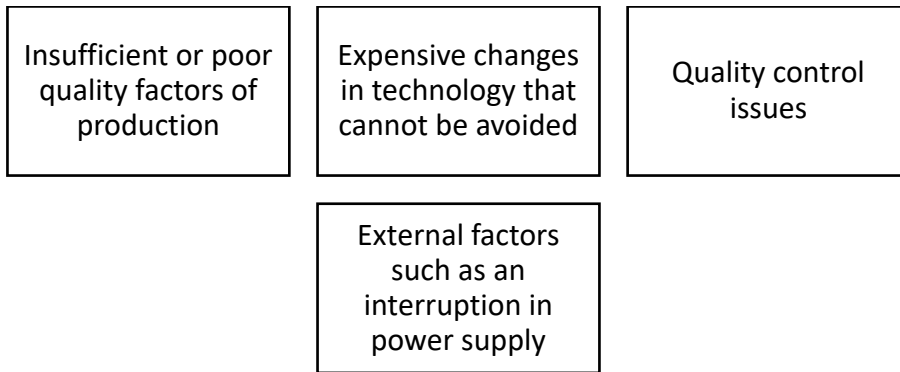 Insufficient or poor
quality factors of
production
Expensive changes
in technology that
cannot be avoided
Quality control
issues
External factors
such as an
interruption in
power supply